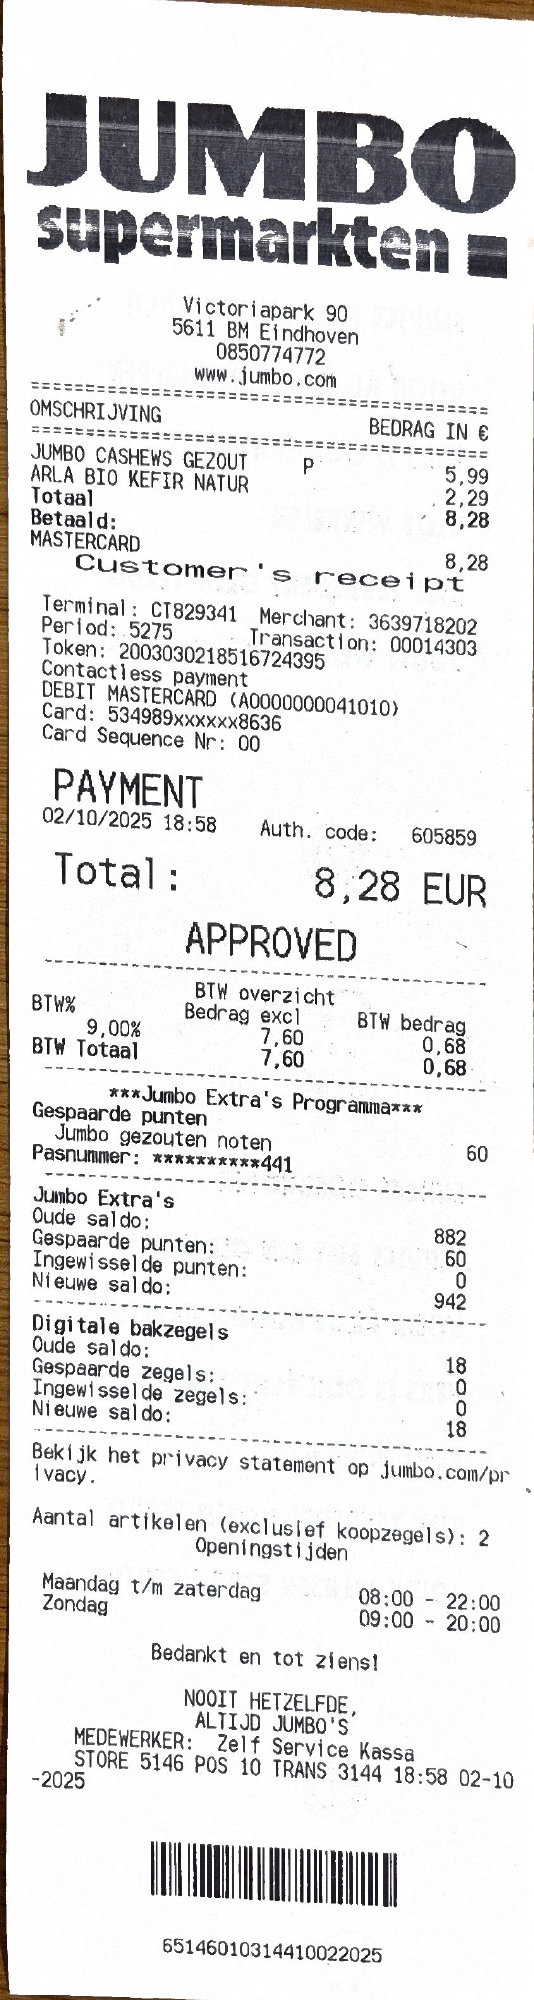 JUMBO
supermarkten
Victoriapark 90
5611 BM Eindhoven
0850774772
www.jumbo.com
==========================================
OMSCHRIJVING BEDRAG IN €
==========================================
JUMBO CASHEWS GEZOUT P 5,99
ARLA BIO KEFIR NATUR 2,29
Totaal 8,28
Betaald:
MASTERCARD 8,28
Customer's receipt
Terminal: CT829341 Merchant: 3639718202
Period: 5275 Transaction: 00014303
Token: 2003030218516724395
Contactless payment
DEBIT MASTERCARD (A0000000041010)
Card: 534989xxxxxx8636
Card Sequence Nr: 00
PAYMENT
02/10/2025 18:58 Auth. code: 605859
Total: 8,28 EUR
APPROVED
------------------------------------------
BTW overzicht
BTW% Bedrag excl BTW bedrag
9,00% 7,60 0,68
BTW Totaal 7,60 0,68
------------------------------------------
***Jumbo Extra's Programma***
Gespaarde punten
Jumbo gezouten noten 60
Pasnummer: **********441
------------------------------------------
Jumbo Extra's
Oude saldo: 882
Gespaarde punten: 60
Ingewisselde punten: 0
Nieuwe saldo: 942
------------------------------------------
Digitale bakzegels
Oude saldo: 18
Gespaarde zegels: 0
Ingewisselde zegels: 0
Nieuwe saldo: 18
------------------------------------------
Bekijk het privacy statement op jumbo.com/pr
ivacy.
Aantal artikelen (exclusief koopzegels): 2
Openingstijden
Maandag t/m zaterdag 08:00 - 22:00
Zondag 09:00 - 20:00
Bedankt en tot ziens!
NOOIT HETZELFDE,
ALTIJD JUMBO'S
MEDEWERKER: Zelf Service Kassa
STORE 5146 POS 10 TRANS 3144 18:58 02-10
-2025
65146010314410022025